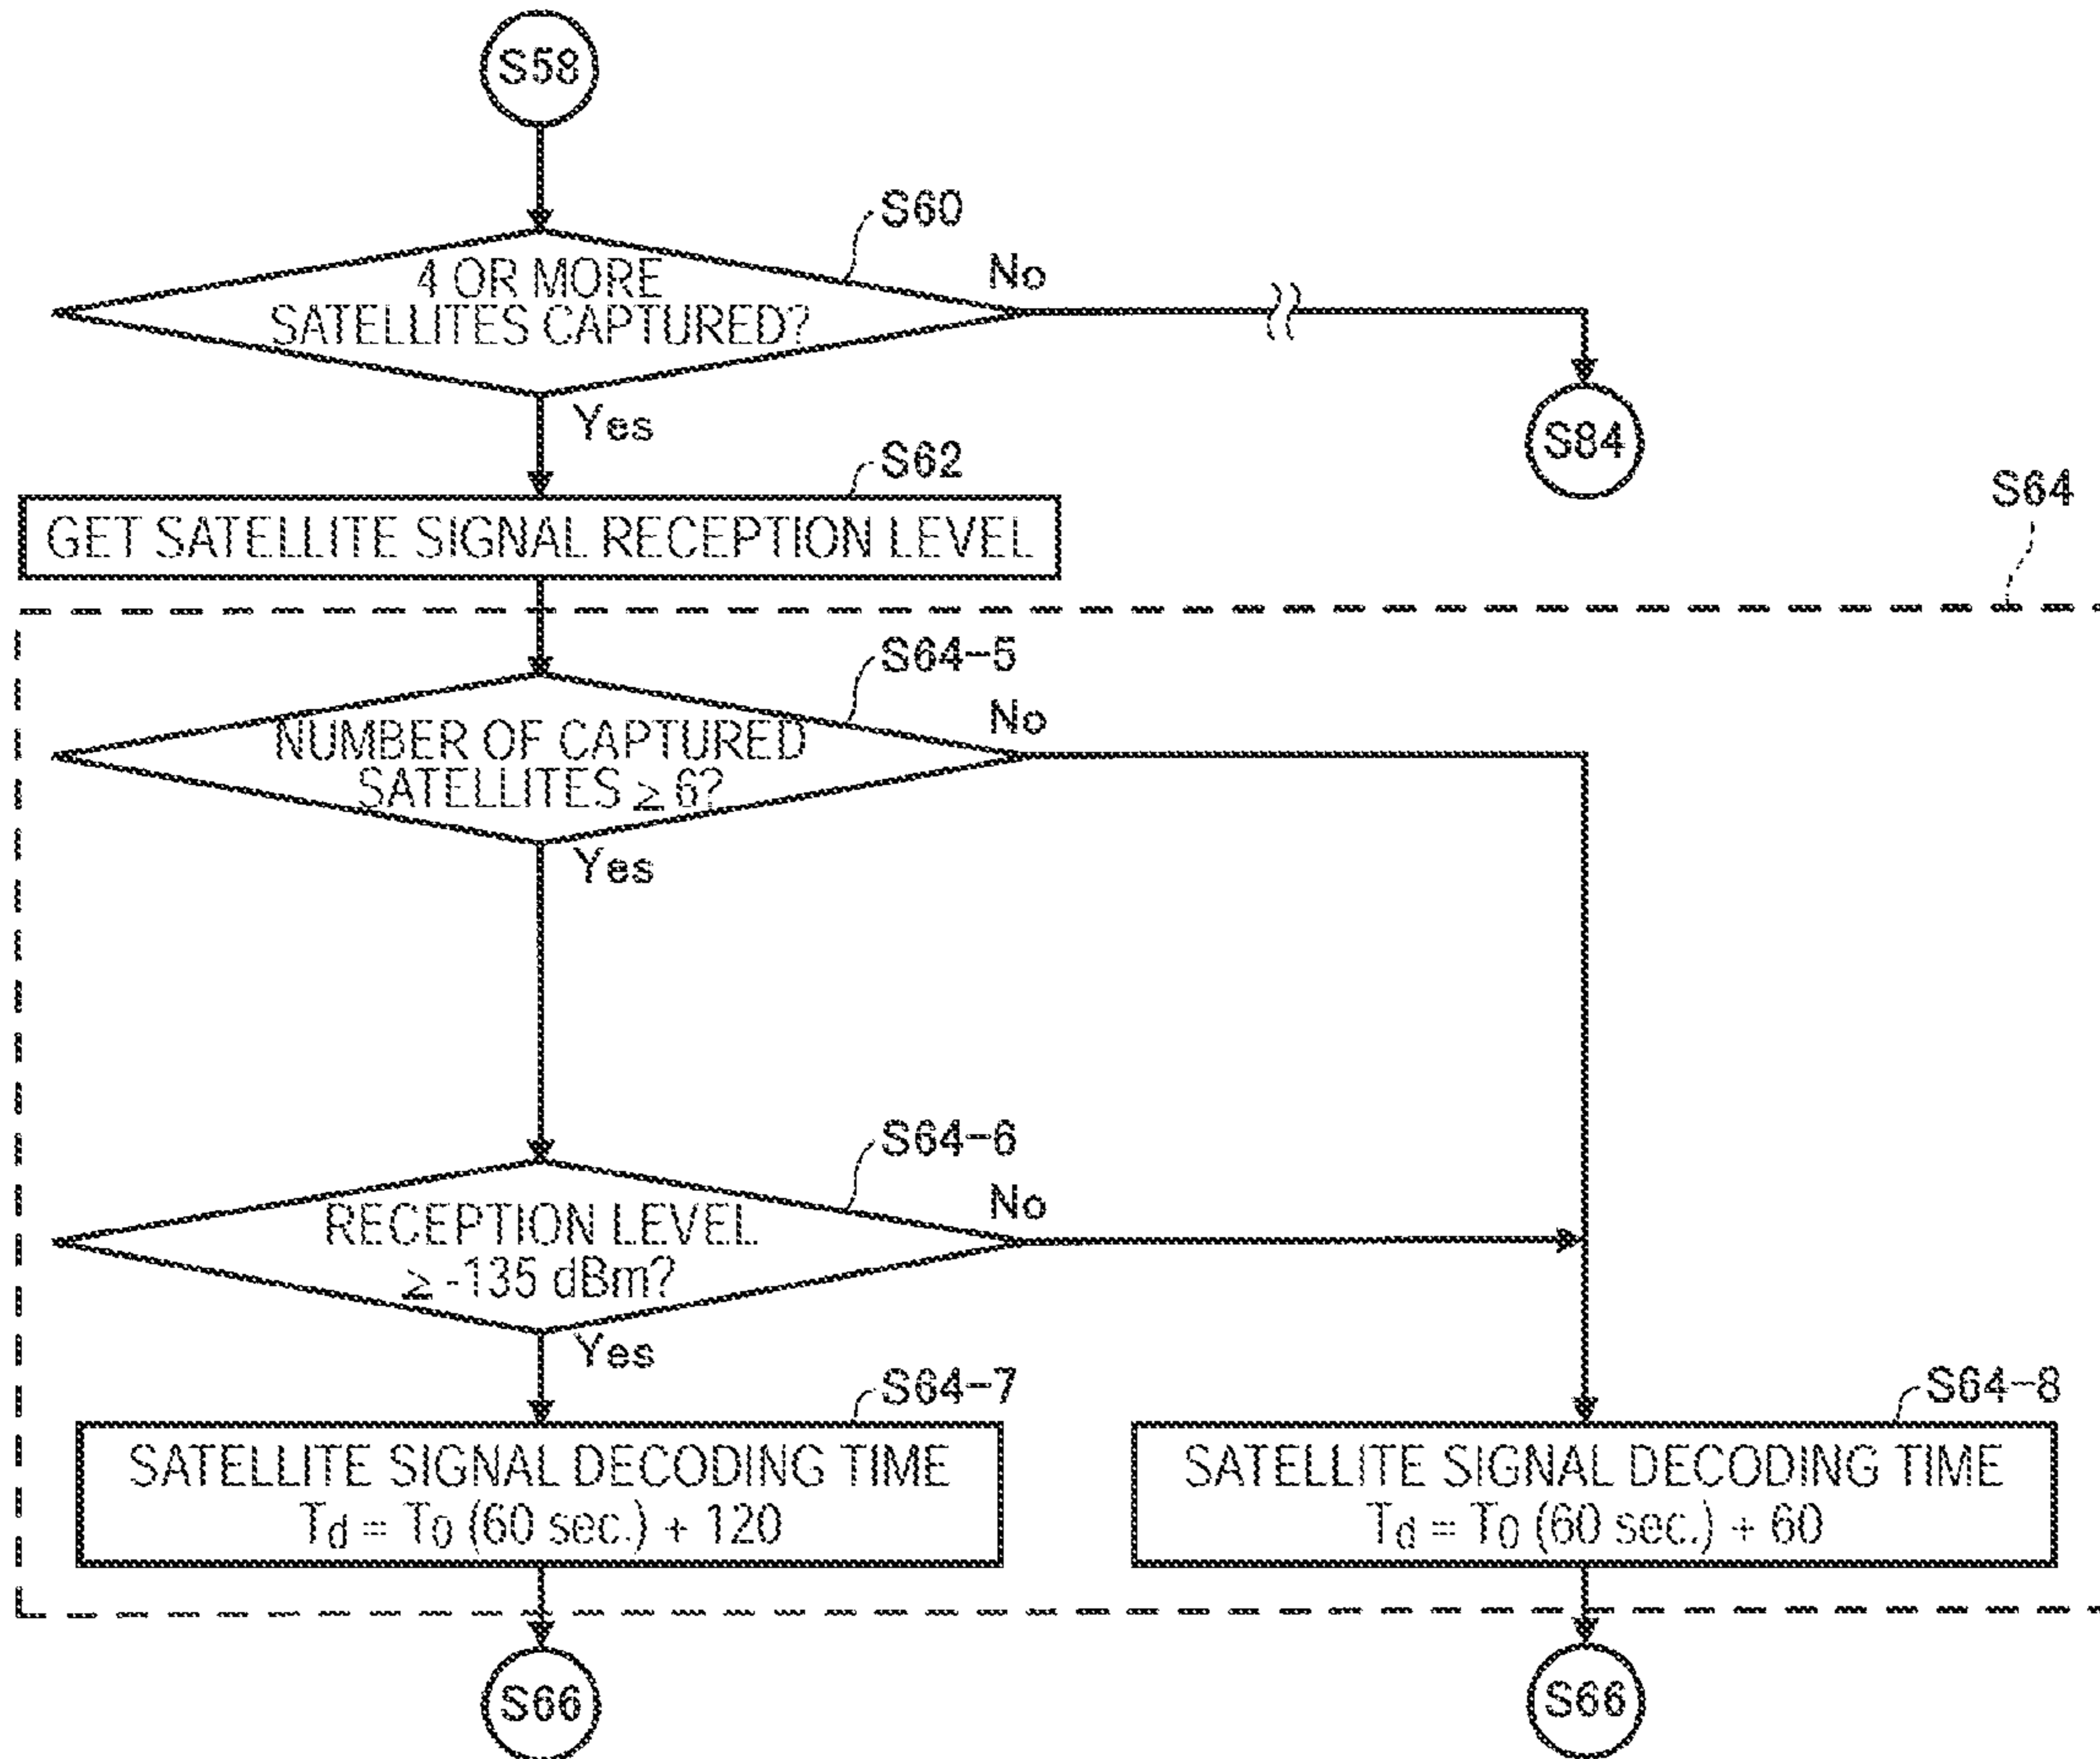 S58
S60
4 OR MORE
SATELLITES CAPTURED?
No
Yes
S84
S62
GET SATELLITE SIGNAL RECEPTION LEVEL
S64
S64-5
NUMBER OF CAPTURED
SATELLITES ≥ 6?
No
Yes
S64-6
RECEPTION LEVEL
≥ -135 dBm?
No
Yes
S64-7
SATELLITE SIGNAL DECODING TIME
Td = T0 (60 sec.) + 120
S64-8
SATELLITE SIGNAL DECODING TIME
Td = T0 (60 sec.) + 60
S66
S66